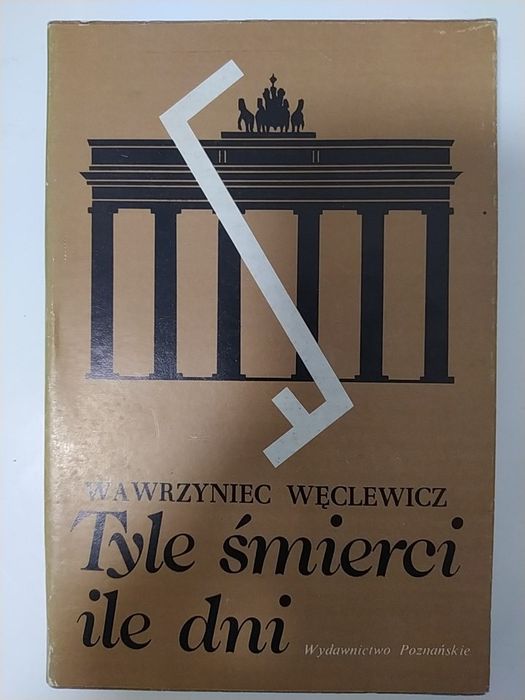 WAWRZYNIEC WĘCLEWICZ
Tyle śmierci
ile dni
Wydawnictwo Poznańskie